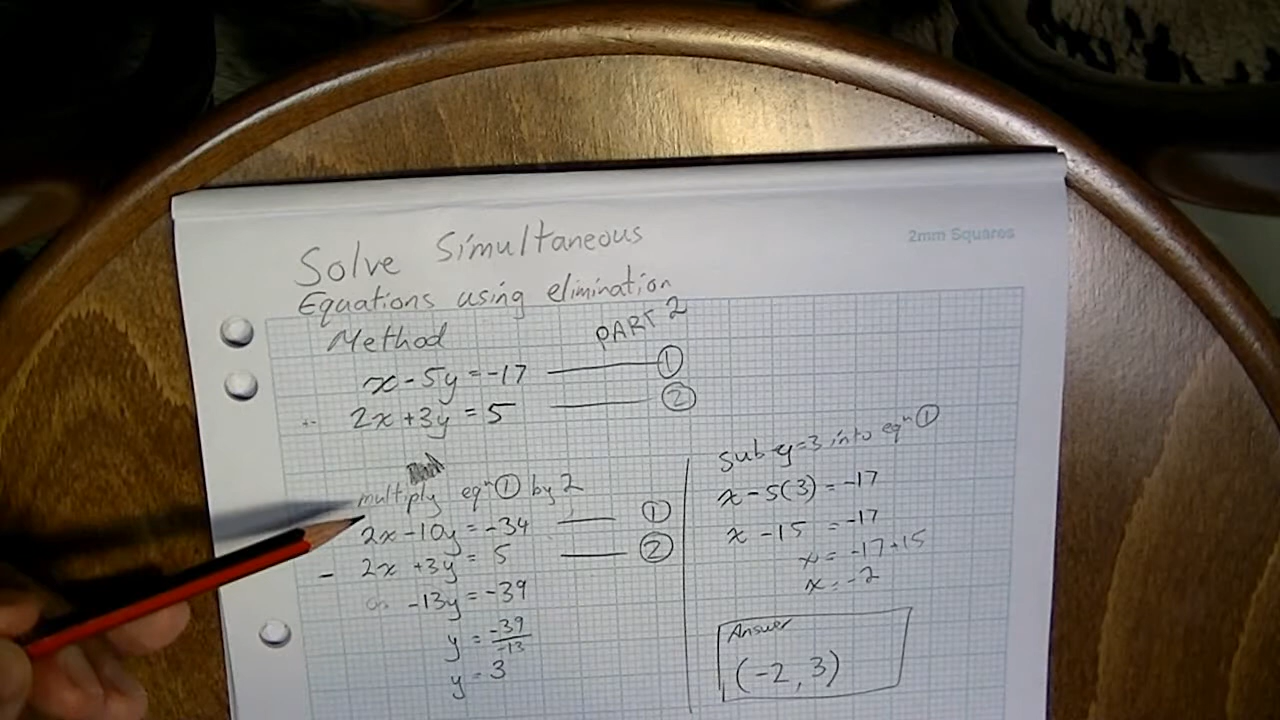 2mm Squares
Solve Simultaneous
Equations using elimination
Method
PART 2
x - 5y = -17 ——— ①
2x + 3y = 5 ——— ②
multiply eqⁿ ① by 2
2x - 10y = -34 —— ①
- 2x + 3y = 5 —— ②
-13y = -39
y = -39/-13
y = 3
Sub y=3 into eqⁿ ①
x - 5(3) = -17
x - 15 = -17
x = -17+15
x = -2
Answer
(-2, 3)